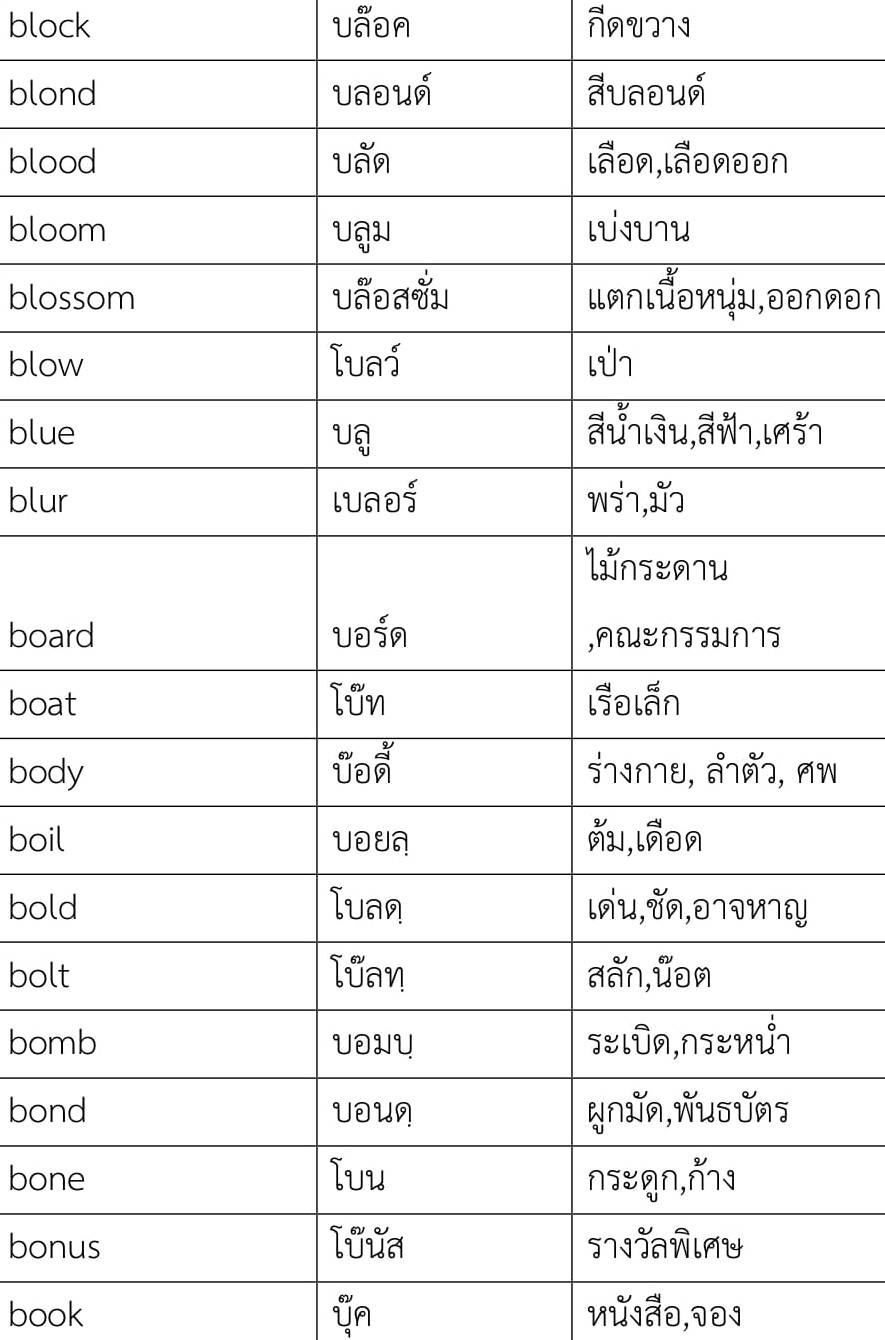 block บล๊อค กีดขวาง
blond บลอนด์ สีบลอนด์
blood บลัด เลือด,เลือดออก
bloom บลูม เบ่งบาน
blossom บล๊อสซั่ม แตกเนื้อหนุ่ม,ออกดอก
blow โบลว์ เป่า
blue บลู สีน้ำเงิน,สีฟ้า,เศร้า
blur เบลอร์ พร่า,มัว
ไม้กระดาน
board บอร์ด ,คณะกรรมการ
boat โบ๊ท เรือเล็ก
body บ๊อดี้ ร่างกาย, ลำตัว, ศพ
boil บอยลฺ ต้ม,เดือด
bold โบลดฺ เด่น,ชัด,อาจหาญ
bolt โบ๊ลทฺ สลัก,น๊อต
bomb บอมบฺ ระเบิด,กระหน่ำ
bond บอนดฺ ผูกมัด,พันธบัตร
bone โบน กระดูก,ก้าง
bonus โบ๊นัส รางวัลพิเศษ
book บุ๊ค หนังสือ,จอง